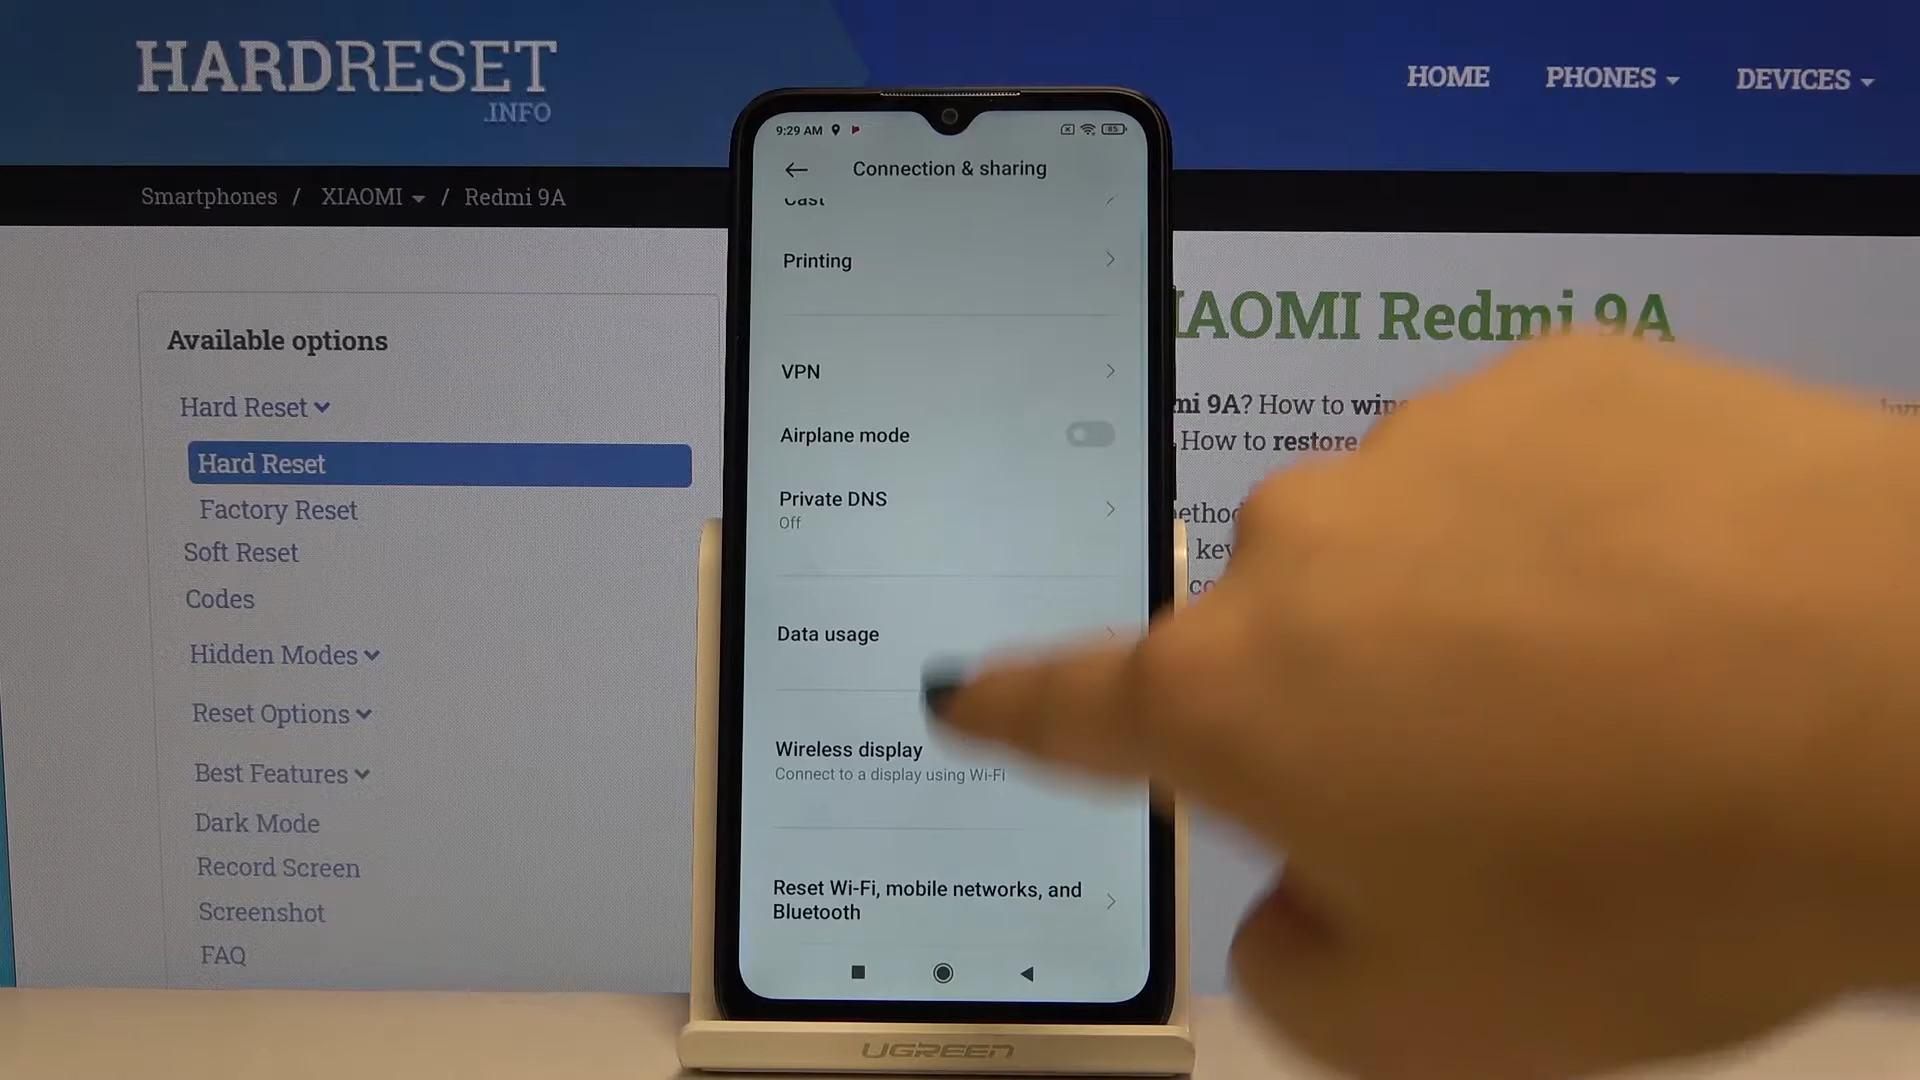 HARDRESET
.INFO
HOME
PHONES
DEVICES
Smartphones / XIAOMI / Redmi 9A
Available options
Hard Reset
Hard Reset
Factory Reset
Soft Reset
Codes
Hidden Modes
Reset Options
Best Features
Dark Mode
Record Screen
Screenshot
FAQ
9:29 AM
85
Connection & sharing
Cast
Printing
VPN
Airplane mode
Private DNS
Off
Data usage
Wireless display
Connect to a display using Wi-Fi
Reset Wi-Fi, mobile networks, and
Bluetooth
IAOMI Redmi 9A
mi 9A? How to
How to restore
UGREEN